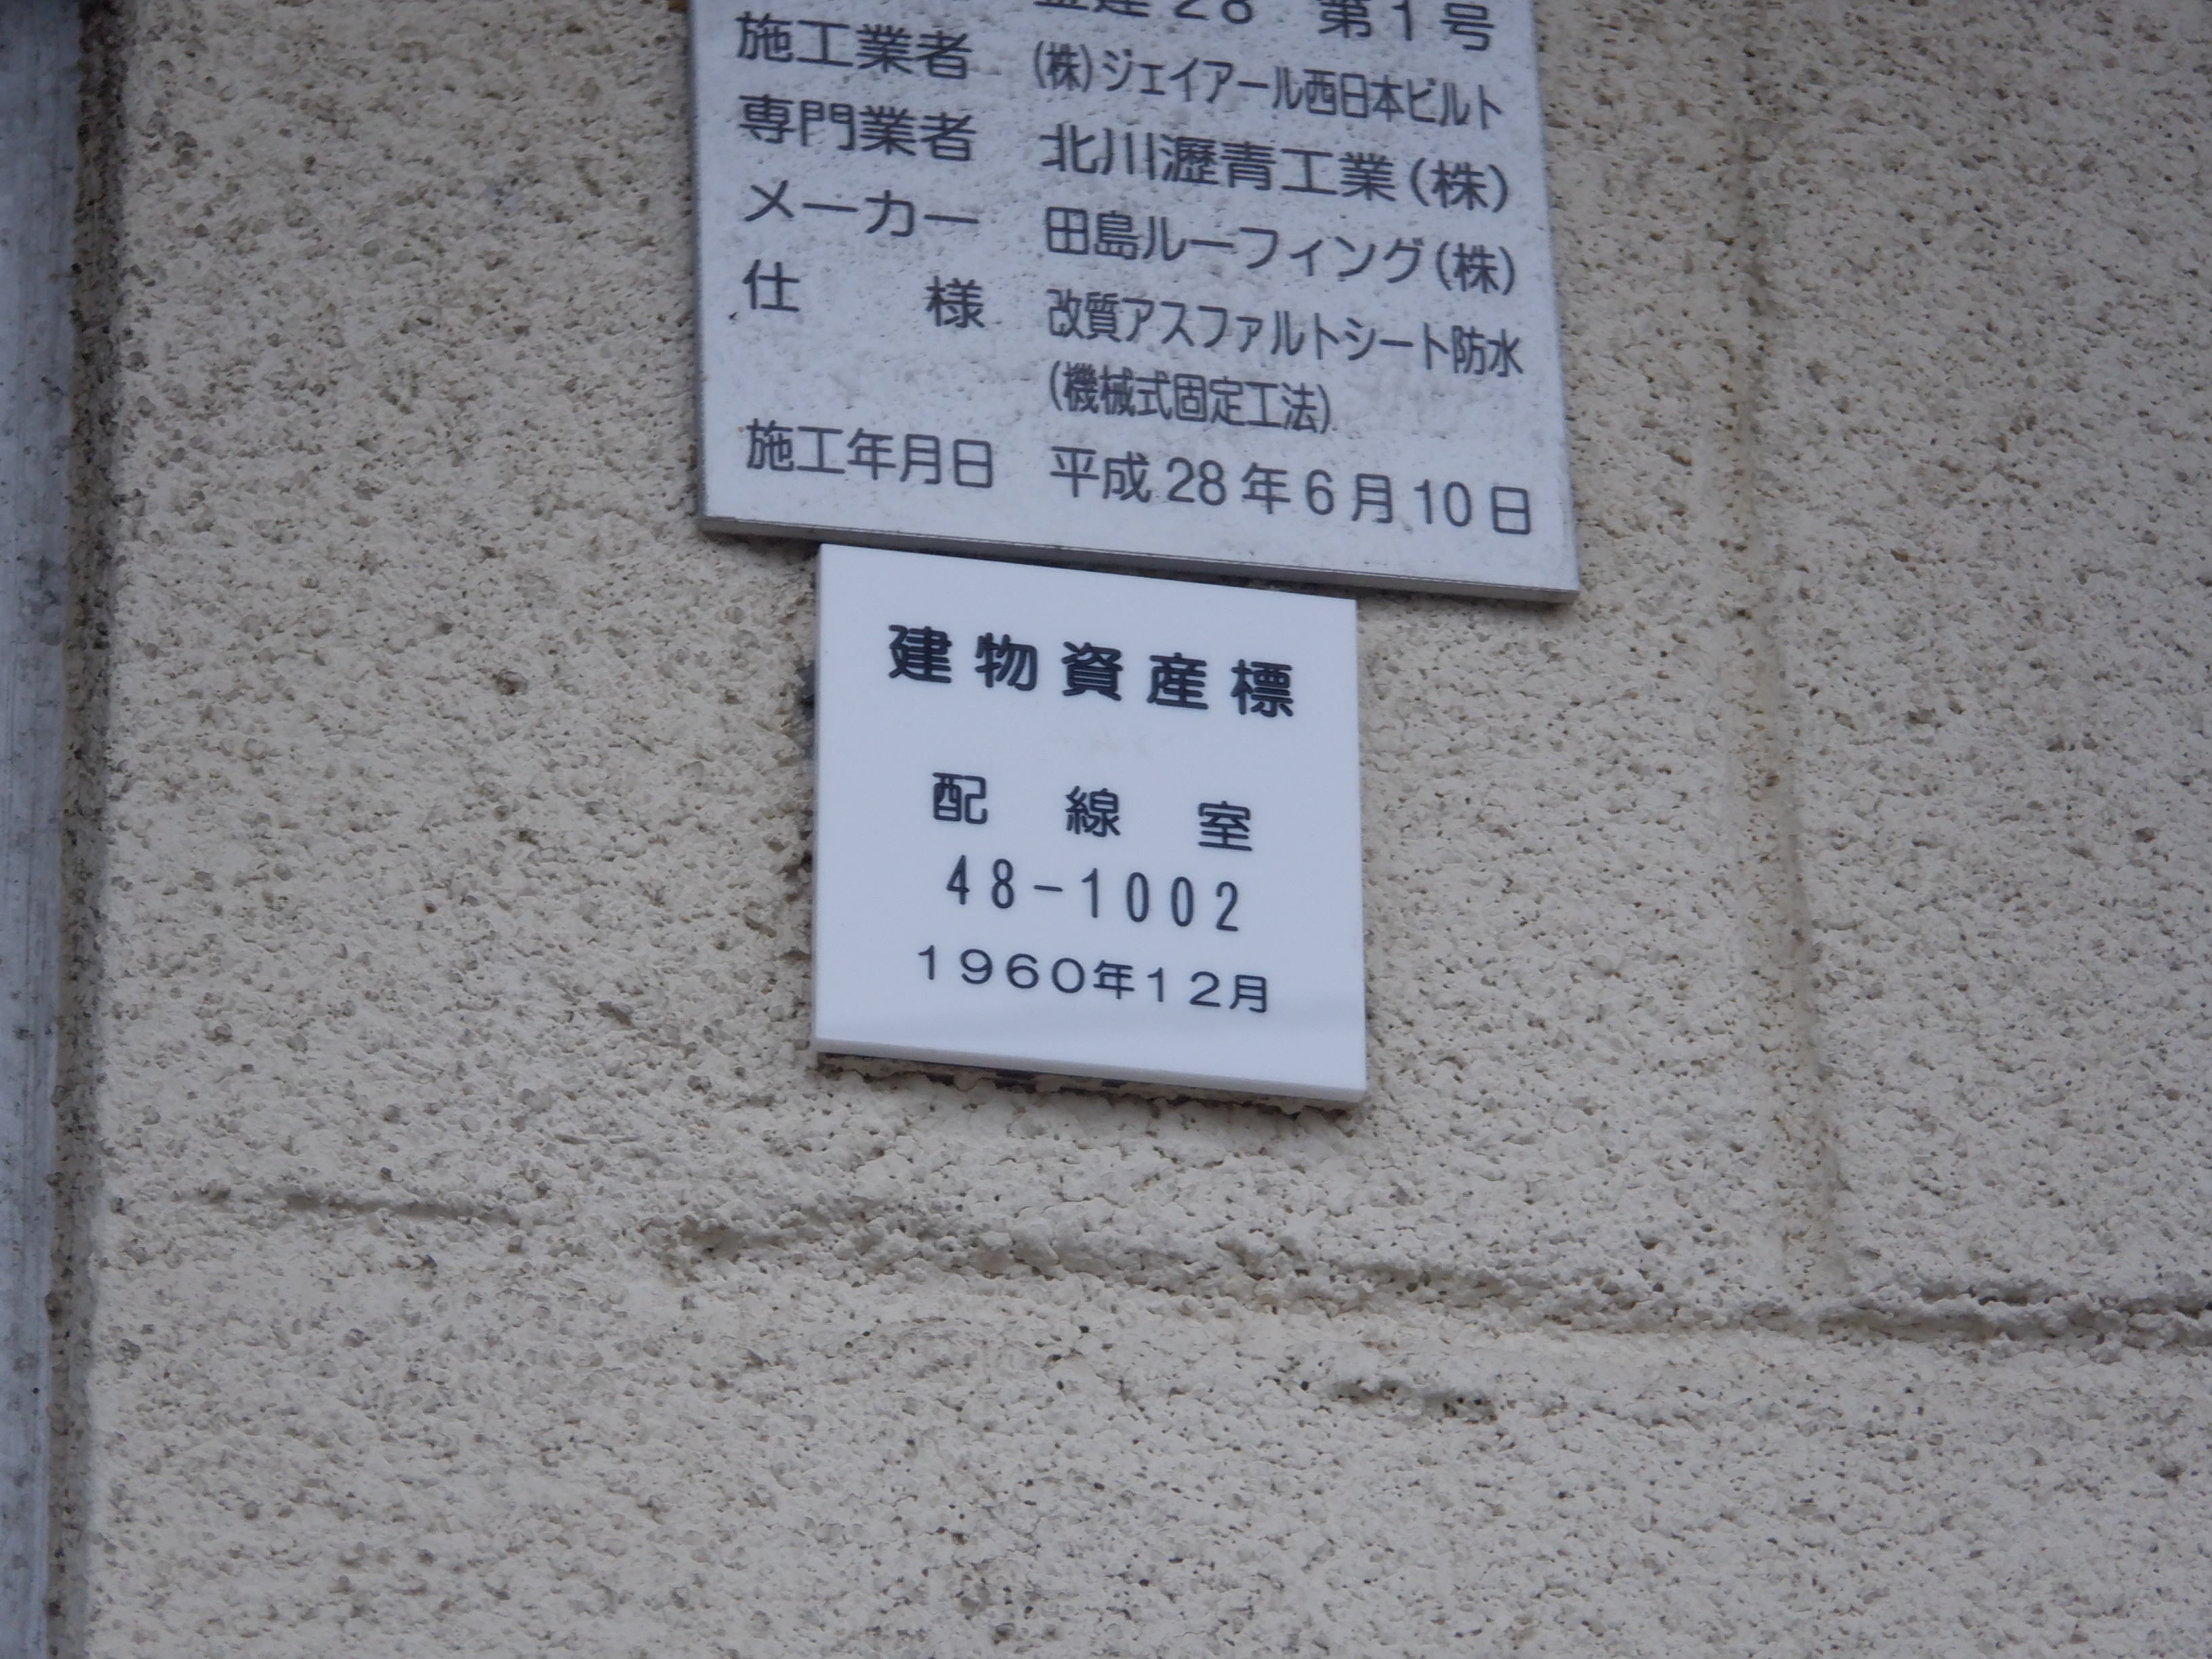 建28 第1号
施工業者 (株)ジェイアール西日本ビルト
専門業者 北川瀝青工業(株)
メーカー 田島ルーフィング(株)
仕様 改質アスファルトシート防水
(機械式固定工法)
施工年月日 平成28年6月10日
建物資産標
配線室
48-1002
1960年12月